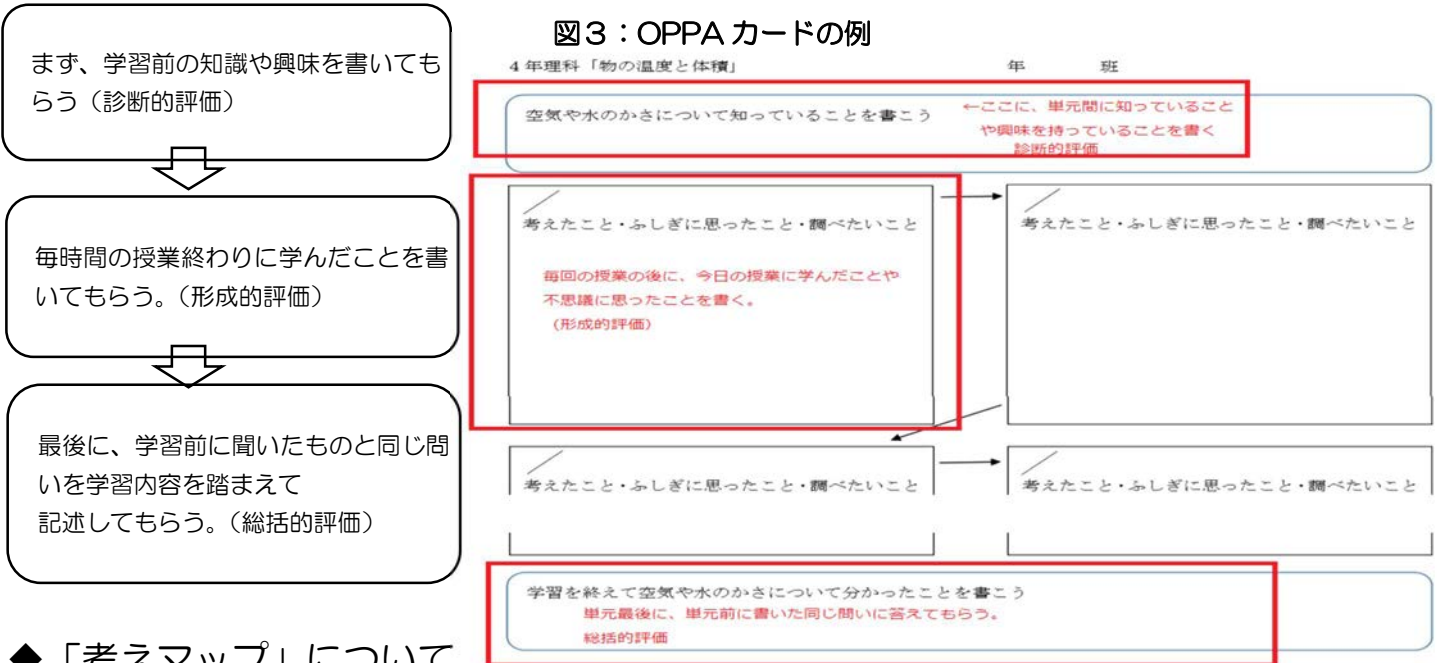 まず、学習前の知識や興味を書いても
らう（診断的評価）
毎時間の授業終わりに学んだことを書
いてもらう。（形成的評価）
最後に、学習前に聞いたものと同じ問
いを学習内容を踏まえて
記述してもらう。（総括的評価）
図３：OPPAカードの例
4年理科「物の温度と体積」 年 班
空気や水のかさについて知っていることを書こう
←ここに、単元間に知っていること
や興味を持っていることを書く
診断的評価
考えたこと・ふしぎに思ったこと・調べたいこと
毎回の授業の後に、今日の授業に学んだことや
不思議に思ったことを書く。
（形成的評価）
考えたこと・ふしぎに思ったこと・調べたいこと
考えたこと・ふしぎに思ったこと・調べたいこと
考えたこと・ふしぎに思ったこと・調べたいこと
学習を終えて空気や水のかさについて分かったことを書こう
単元最後に、単元前に書いた同じ問いに答えてもらう。
総括的評価
◆「考えマップ」について